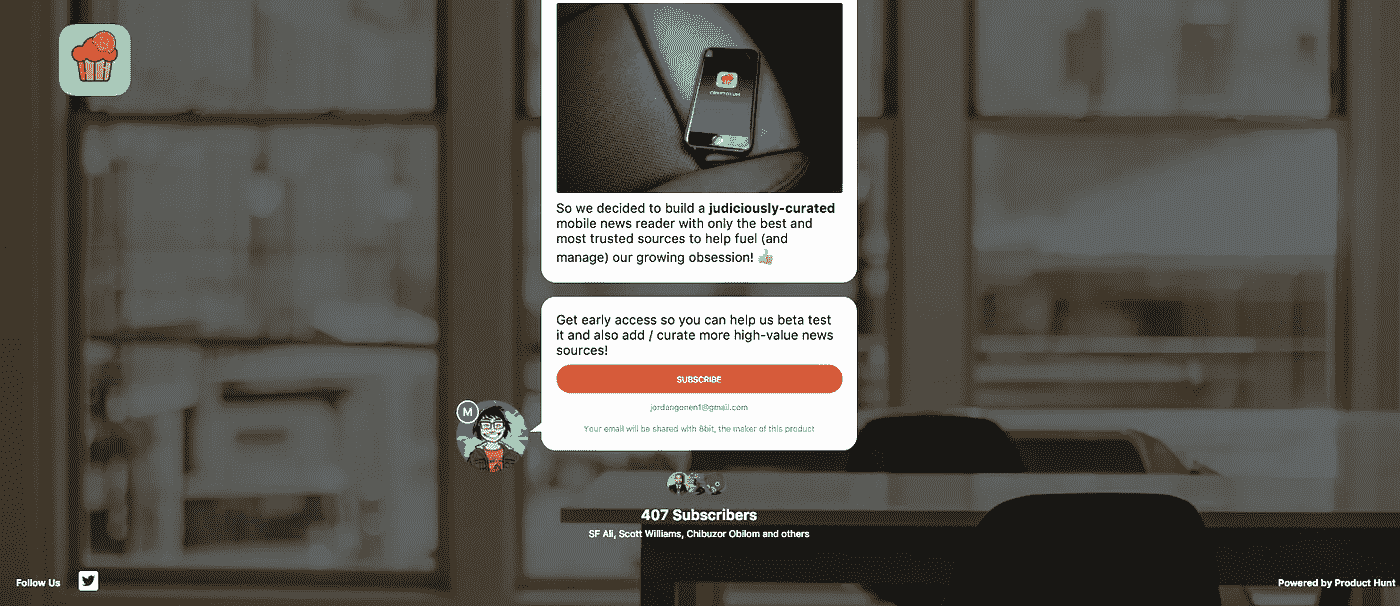 So we decided to build a judiciously-curated
mobile news reader with only the best and
most trusted sources to help fuel (and
manage) our growing obsession! 👍
Get early access so you can help us beta test
it and also add / curate more high-value news
sources!
SUBSCRIBE
jordangonen1@gmail.com
Your email will be shared with 8bit, the maker of this product
M
407 Subscribers
SF Ali, Scott Williams, Chibuzor Obilom and others
Follow Us
Powered by Product Hunt